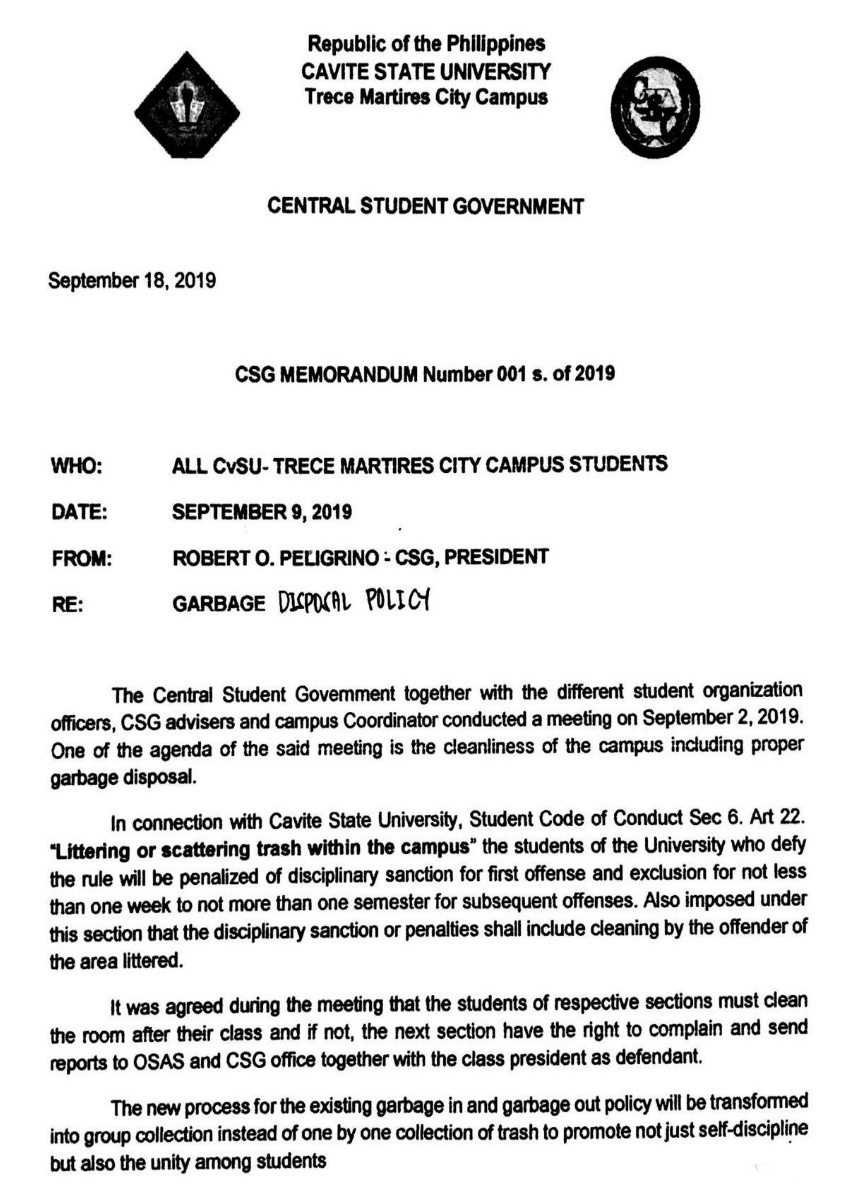 Republic of the Philippines
CAVITE STATE UNIVERSITY
Trece Martires City Campus
CENTRAL STUDENT GOVERNMENT
September 18, 2019
CSG MEMORANDUM Number 001 s. of 2019
WHO: ALL CvSU- TRECE MARTIRES CITY CAMPUS STUDENTS
DATE: SEPTEMBER 9, 2019
FROM: ROBERT O. PELIGRINO - CSG, PRESIDENT
RE: GARBAGE DISPOSAL POLICY
The Central Student Government together with the different student organization
officers, CSG advisers and campus Coordinator conducted a meeting on September 2, 2019.
One of the agenda of the said meeting is the cleanliness of the campus including proper
garbage disposal.
In connection with Cavite State University, Student Code of Conduct Sec 6. Art 22.
"Littering or scattering trash within the campus" the students of the University who defy
the rule will be penalized of disciplinary sanction for first offense and exclusion for not less
than one week to not more than one semester for subsequent offenses. Also imposed under
this section that the disciplinary sanction or penalties shall include cleaning by the offender of
the area littered.
It was agreed during the meeting that the students of respective sections must clean
the room after their class and if not, the next section have the right to complain and send
reports to OSAS and CSG office together with the class president as defendant.
The new process for the existing garbage in and garbage out policy will be transformed
into group collection instead of one by one collection of trash to promote not just self-discipline
but also the unity among students